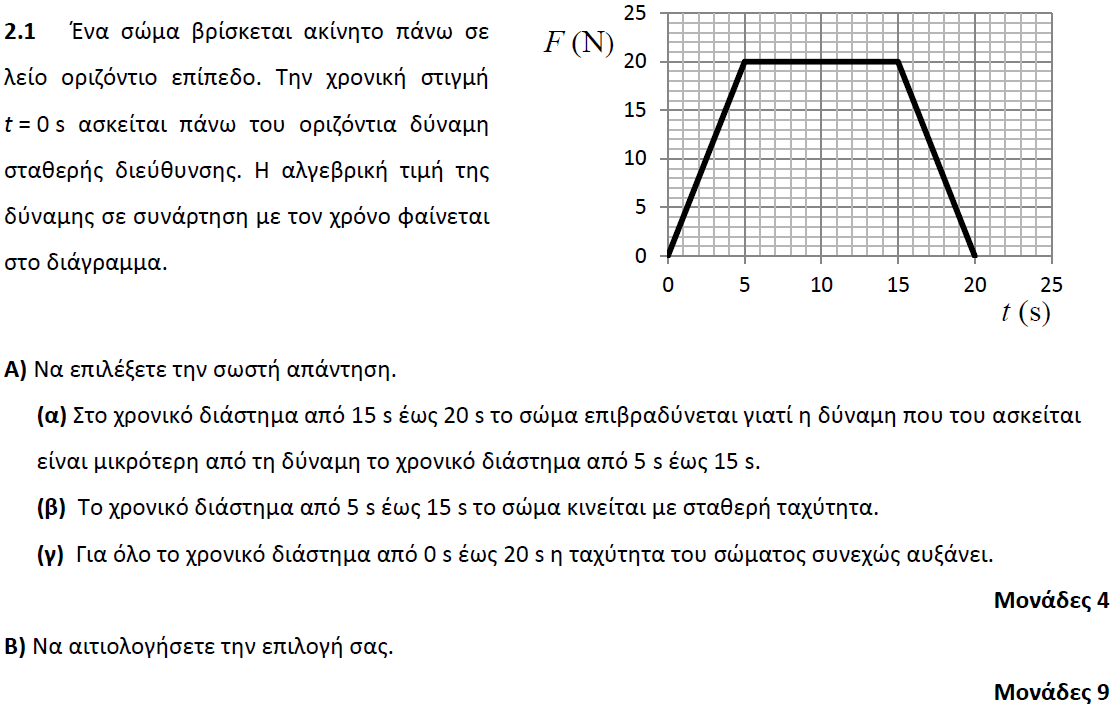 2.1 Ένα σώμα βρίσκεται ακίνητο πάνω σε
λείο οριζόντιο επίπεδο. Την χρονική στιγμή
t = 0 s ασκείται πάνω του οριζόντια δύναμη
σταθερής διεύθυνσης. Η αλγεβρική τιμή της
δύναμης σε συνάρτηση με τον χρόνο φαίνεται
στο διάγραμμα.
F (N)
25
20
15
10
5
0
0 5 10 15 20 25
t (s)
Α) Να επιλέξετε την σωστή απάντηση.
(α) Στο χρονικό διάστημα από 15 s έως 20 s το σώμα επιβραδύνεται γιατί η δύναμη που του ασκείται
είναι μικρότερη από τη δύναμη το χρονικό διάστημα από 5 s έως 15 s.
(β) Το χρονικό διάστημα από 5 s έως 15 s το σώμα κινείται με σταθερή ταχύτητα.
(γ) Για όλο το χρονικό διάστημα από 0 s έως 20 s η ταχύτητα του σώματος συνεχώς αυξάνει.
Μονάδες 4
Β) Να αιτιολογήσετε την επιλογή σας.
Μονάδες 9